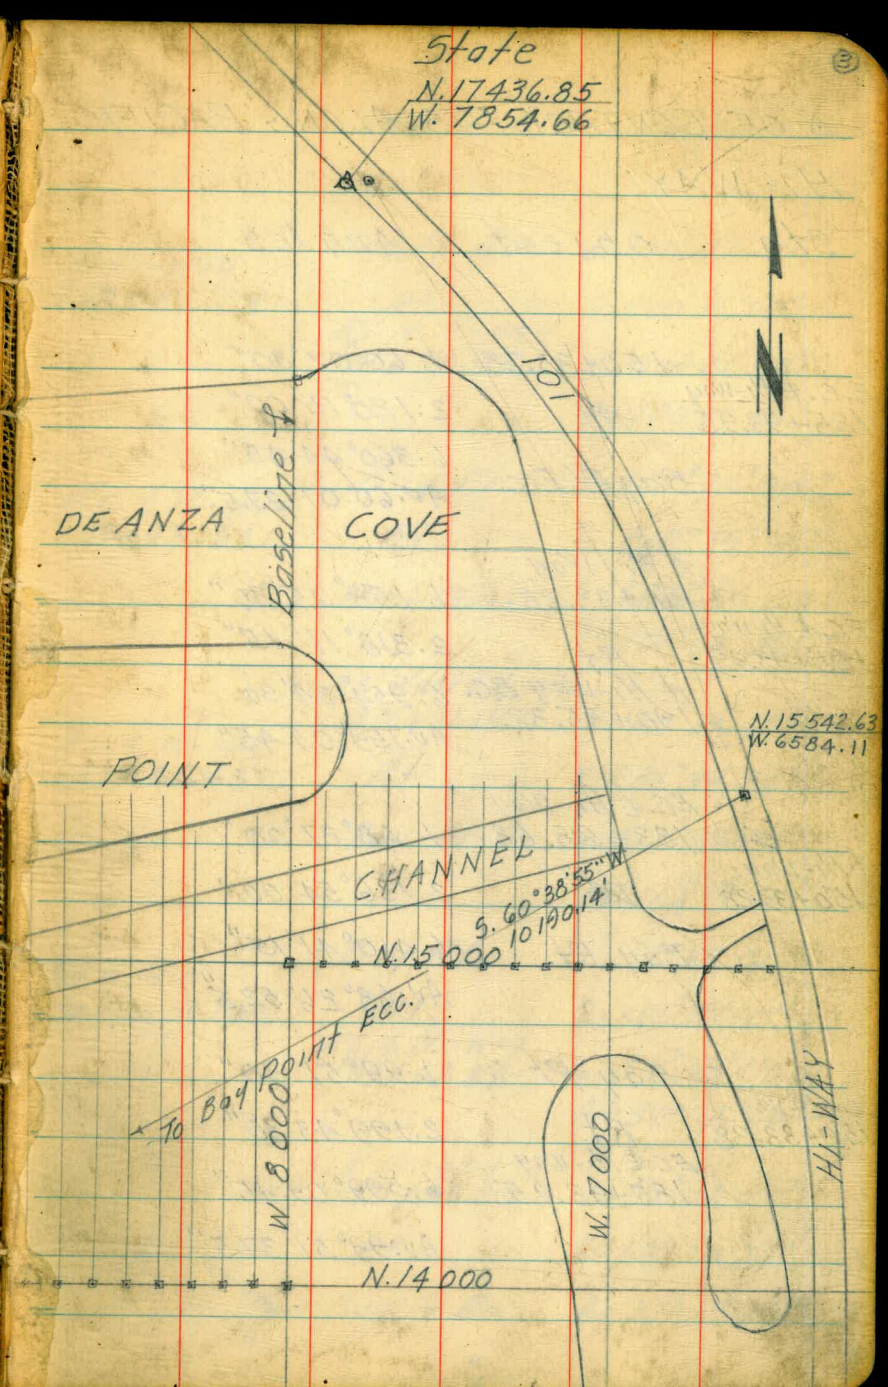 3
State
N.17436.85
W. 7854.66
101
Baseline
DE ANZA COVE
N.15542.63
W.6584.11
POINT
CHANNEL
S. 60°38'55"W
10190.14'
N.15000
To Bay Point Ecc.
W 8000
W. 7000
HI-WAY
N.14000